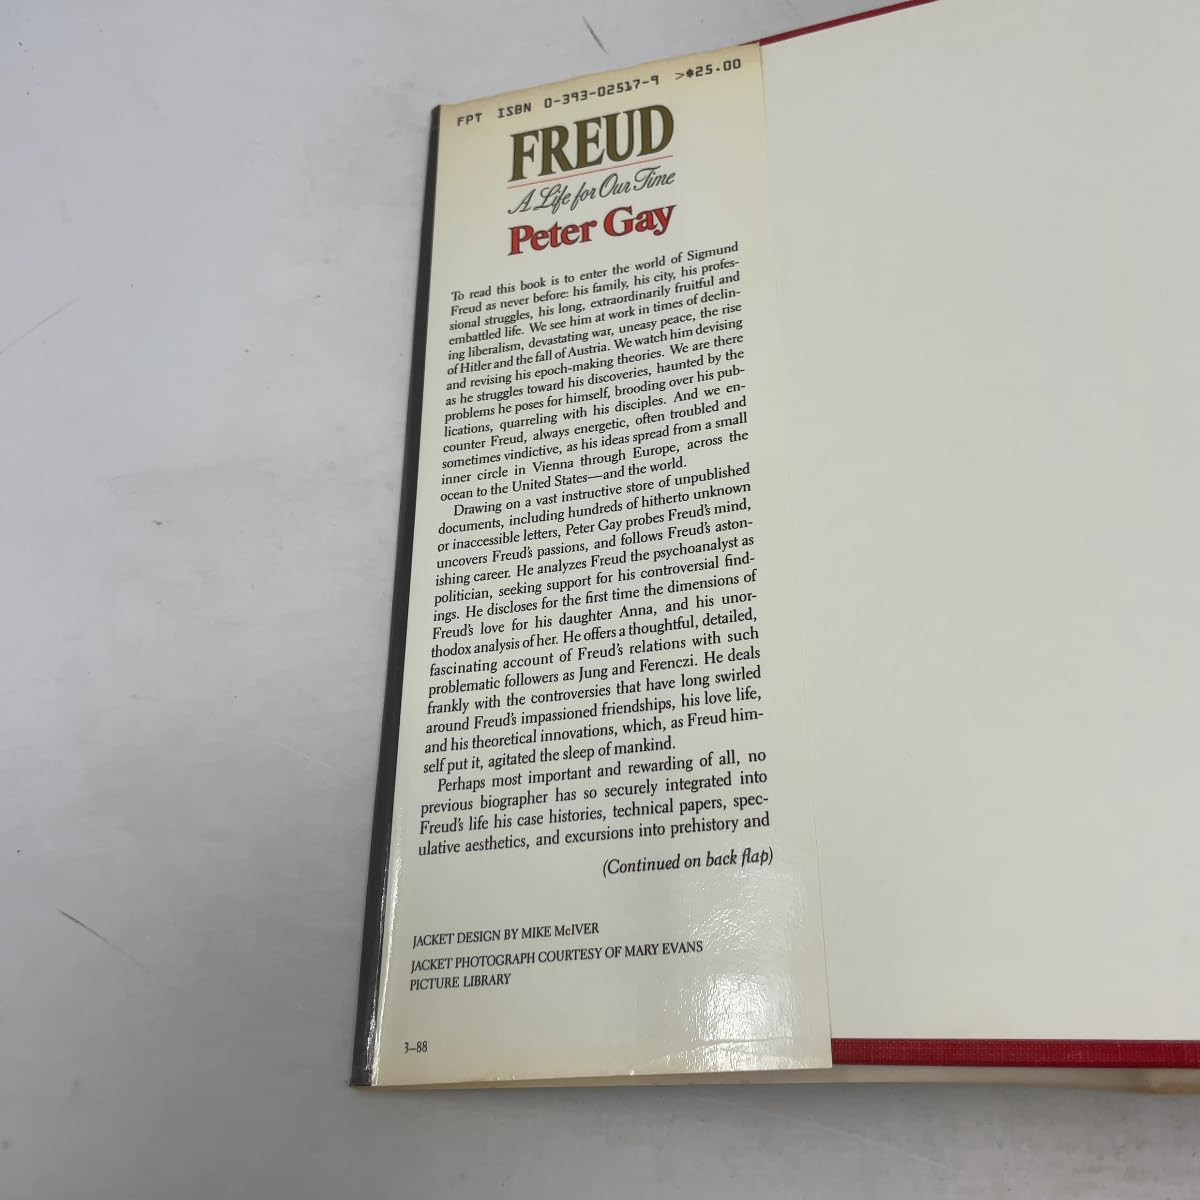 FPT ISBN 0-393-02517-9 >$25.00
FREUD
A Life for Our Time
Peter Gay
To read this book is to enter the world of Sigmund
Freud as never before: his family, his city, his profes-
sional struggles, his long, extraordinarily fruitful and
embattled life. We see him at work in times of declin-
ing liberalism, devastating war, uneasy peace, the rise
of Hitler and the fall of Austria. We watch him devising
and revising his epoch-making theories. We are there
as he struggles toward his discoveries, haunted by the
problems he poses for himself, brooding over his pub-
lications, quarreling with his disciples. And we en-
counter Freud, always energetic, often troubled and
sometimes vindictive, as his ideas spread from a small
inner circle in Vienna through Europe, across the
ocean to the United States—and the world.
Drawing on a vast instructive store of unpublished
documents, including hundreds of hitherto unknown
or inaccessible letters, Peter Gay probes Freud's mind,
uncovers Freud's passions, and follows Freud's aston-
ishing career. He analyzes Freud the psychoanalyst as
politician, seeking support for his controversial find-
ings. He discloses for the first time the dimensions of
Freud's love for his daughter Anna, and his unor-
thodox analysis of her. He offers a thoughtful, detailed,
fascinating account of Freud's relations with such
problematic followers as Jung and Ferenczi. He deals
frankly with the controversies that have long swirled
around Freud's impassioned friendships, his love life,
and his theoretical innovations, which, as Freud him-
self put it, agitated the sleep of mankind.
Perhaps most important and rewarding of all, no
previous biographer has so securely integrated into
Freud's life his case histories, technical papers, spec-
ulative aesthetics, and excursions into prehistory and
(Continued on back flap)
JACKET DESIGN BY MIKE McIVER
JACKET PHOTOGRAPH COURTESY OF MARY EVANS
PICTURE LIBRARY
3–88